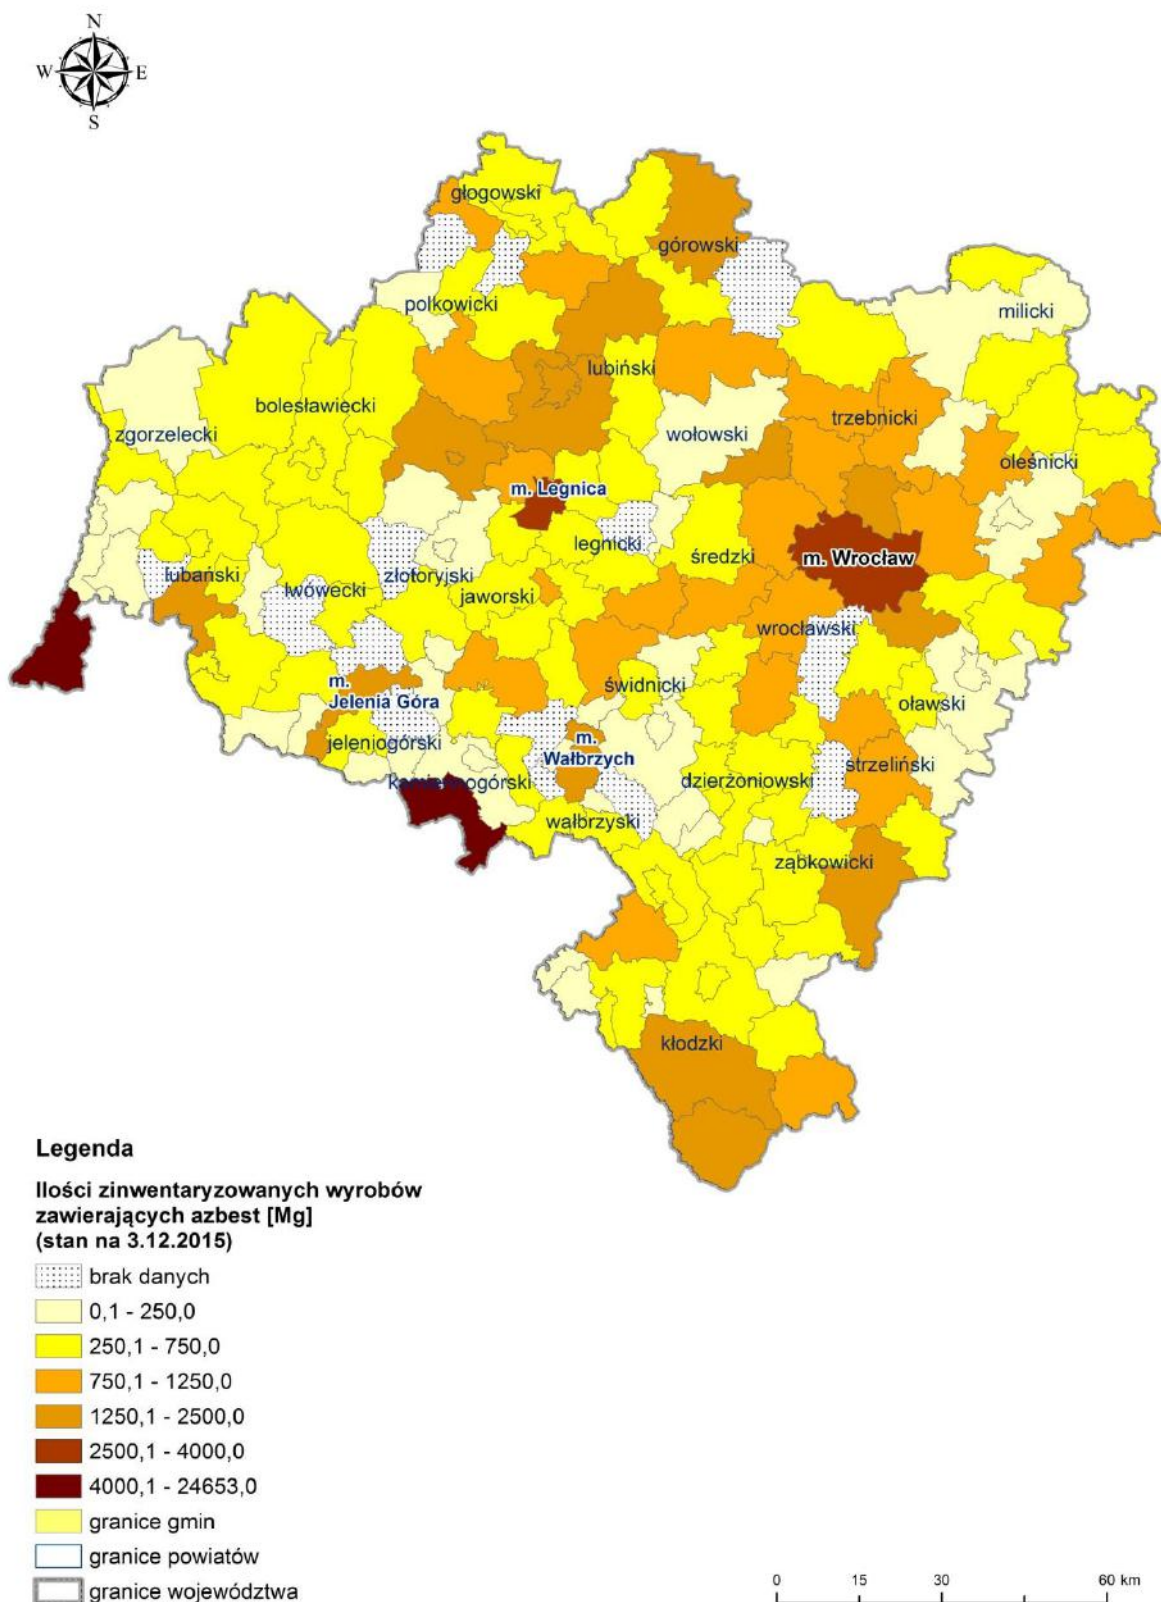 N
W E
S
głogowski
górowski
milicki
polkowicki
lubiński
bolesławiecki
trzebnicki
zgorzelecki
wołowski
oleśnicki
m. Legnica
legnicki
średzki
m. Wrocław
lubański
lwówecki
złotoryjski
jaworski
wrocławski
m.
Jelenia Góra
świdnicki
oławski
jeleniogórski
m.
Wałbrzych
kamiennogórski
dzierżoniowski
strzeliński
wałbrzyski
ząbkowicki
kłodzki
Legenda
Ilości zinwentaryzowanych wyrobów
zawierających azbest [Mg]
(stan na 3.12.2015)
brak danych
0,1 - 250,0
250,1 - 750,0
750,1 - 1250,0
1250,1 - 2500,0
2500,1 - 4000,0
4000,1 - 24653,0
granice gmin
granice powiatów
granice województwa
0 15 30 60 km